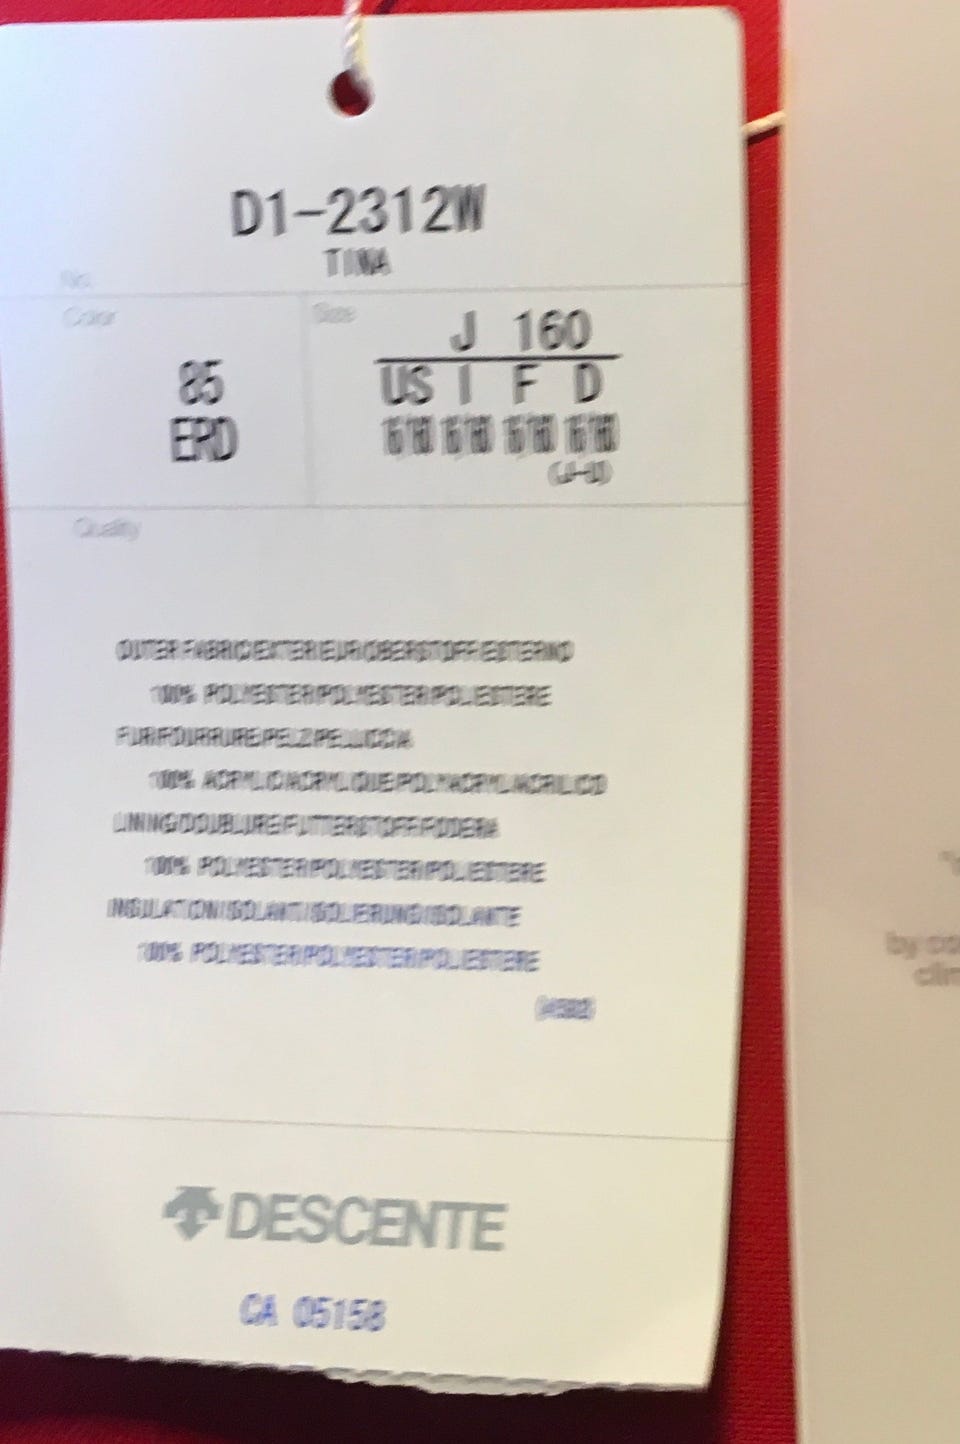 D1-2312W
TINA
No.
Color
85
ERD
Size
J 160
US I F D
(J-U)
Quality
OUTER FABRIC/EXTERIEUR/OBERSTOFF/ESTERNO
100% POLYESTER/POLYESTER/POLIESTERE
FUR/FOURRURE/PELZ/PELLICCIA
100% ACRYLIC/ACRYLIQUE/POLYACRYL/ACRILICO
LINING/DOUBLURE/FUTTERSTOFF/FODERA
100% POLYESTER/POLYESTER/POLIESTERE
INSULATION/ISOLANT/ISOLIERUNG/ISOLANTE
100% POLYESTER/POLYESTER/POLIESTERE
DESCENTE
CA 05158
by